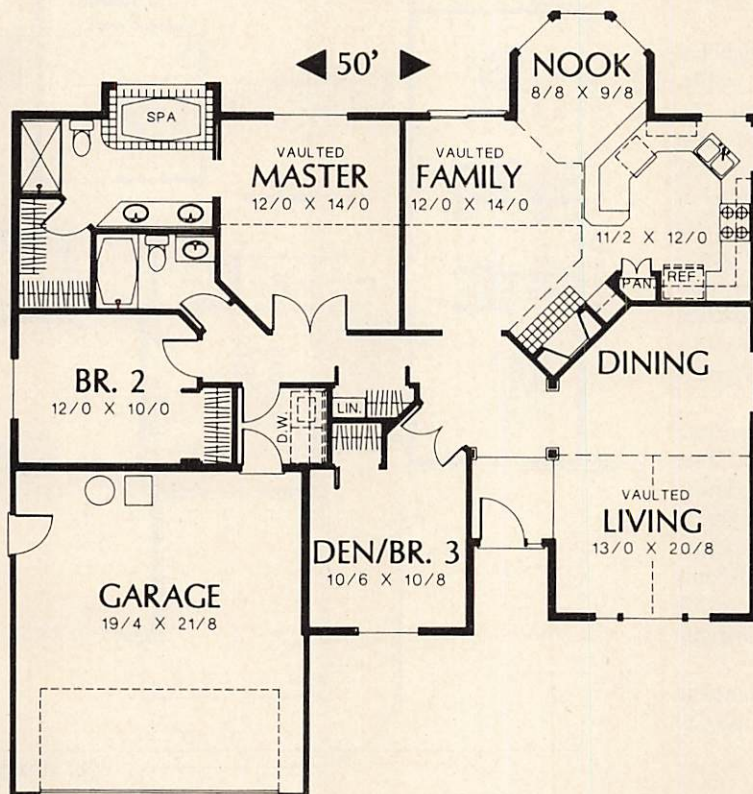 50'
NOOK
8/8 X 9/8
SPA
VAULTED
MASTER
12/0 X 14/0
VAULTED
FAMILY
12/0 X 14/0
11/2 X 12/0
PAN.
REF.
BR. 2
12/0 X 10/0
D.W.
LIN.
DINING
VAULTED
LIVING
13/0 X 20/8
DEN/BR. 3
10/6 X 10/8
GARAGE
19/4 X 21/8